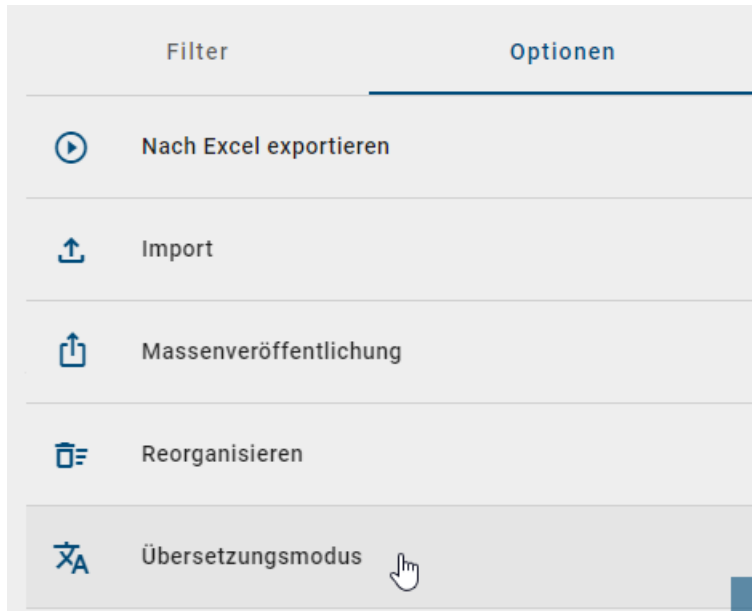 Filter Optionen
Nach Excel exportieren
Import
Massenveröffentlichung
Reorganisieren
Übersetzungsmodus